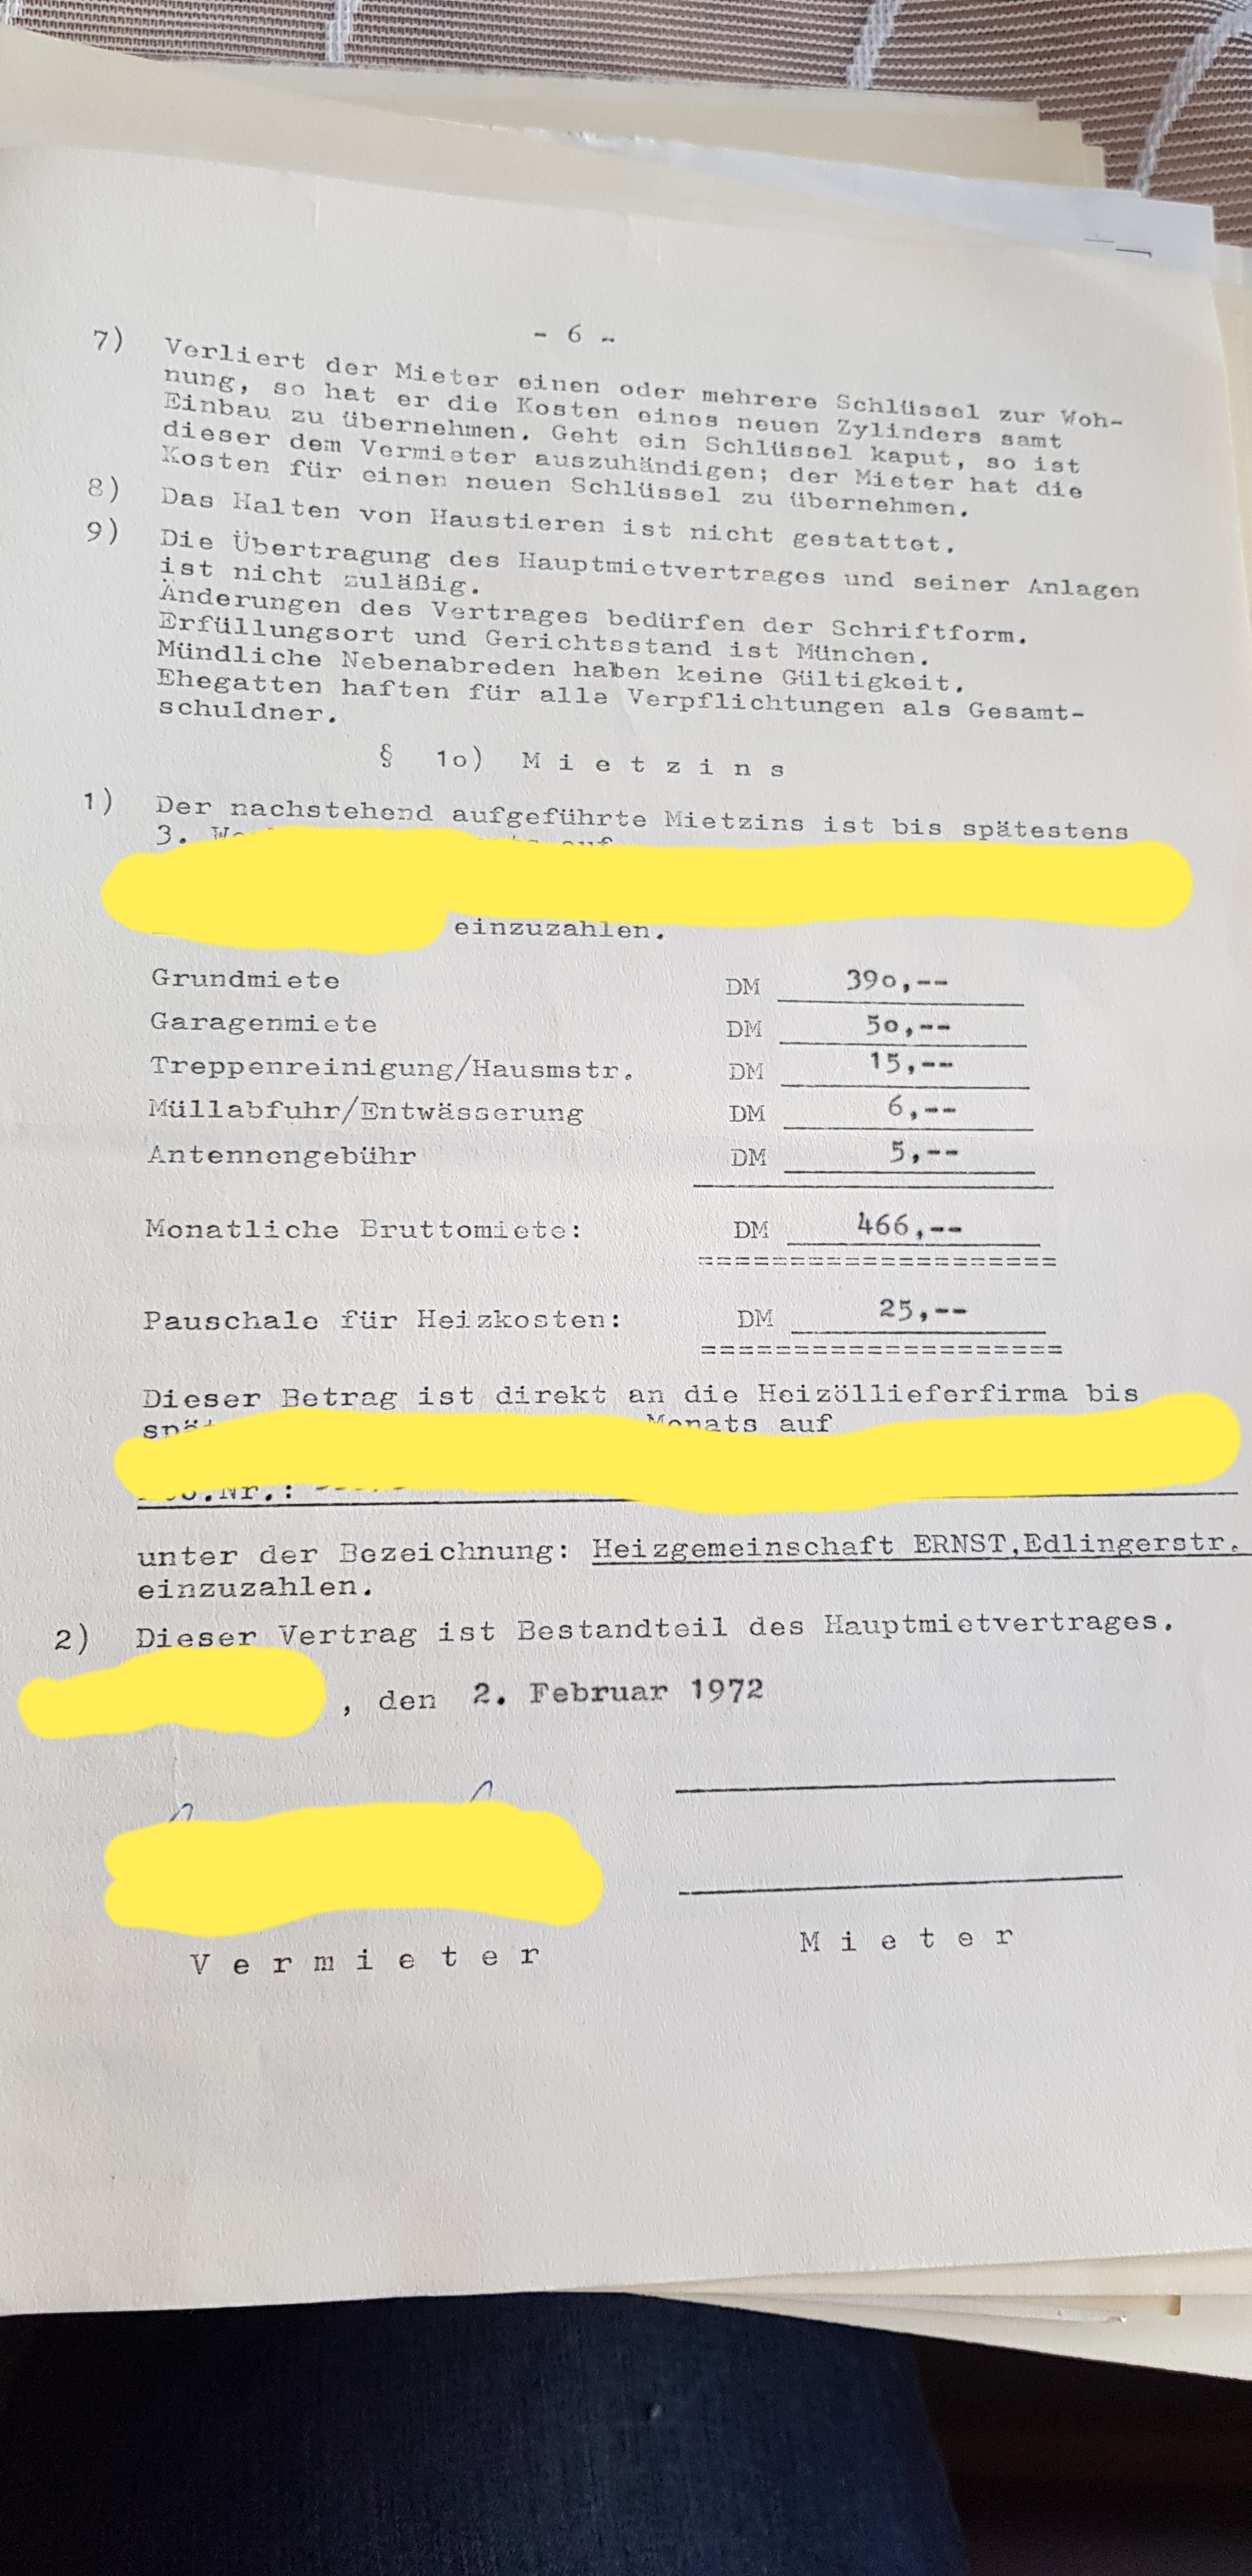 - 6 -
7) Verliert der Mieter einen oder mehrere Schlüssel zur Woh-
nung, so hat er die Kosten eines neuen Zylinders samt
Einbau zu übernehmen. Geht ein Schlüssel kaput, so ist
dieser dem Vermieter auszuhändigen; der Mieter hat die
Kosten für einen neuen Schlüssel zu übernehmen.
8) Das Halten von Haustieren ist nicht gestattet.
9) Die Übertragung des Hauptmietvertrages und seiner Anlagen
ist nicht zuläßig.
Änderungen des Vertrages bedürfen der Schriftform.
Erfüllungsort und Gerichtsstand ist München.
Mündliche Nebenabreden haben keine Gültigkeit.
Ehegatten haften für alle Verpflichtungen als Gesamt-
schuldner.
§ 1o) Mietzins
1) Der nachstehend aufgeführte Mietzins ist bis spätestens
3. auf
einzuzahlen.
Grundmiete DM 39o,--
Garagenmiete DM 5o,--
Treppenreinigung/Hausmstr. DM 15,--
Müllabfuhr/Entwässerung DM 6,--
Antennengebühr DM 5,--
Monatliche Bruttomiete: DM 466,--
====================
Pauschale für Heizkosten: DM 25,--
====================
Dieser Betrag ist direkt an die Heizöllieferfirma bis
Monats auf
.Nr.:
unter der Bezeichnung: Heizgemeinschaft ERNST,Edlingerstr.
einzuzahlen.
2) Dieser Vertrag ist Bestandteil des Hauptmietvertrages.
, den 2. Februar 1972
Vermieter Mieter